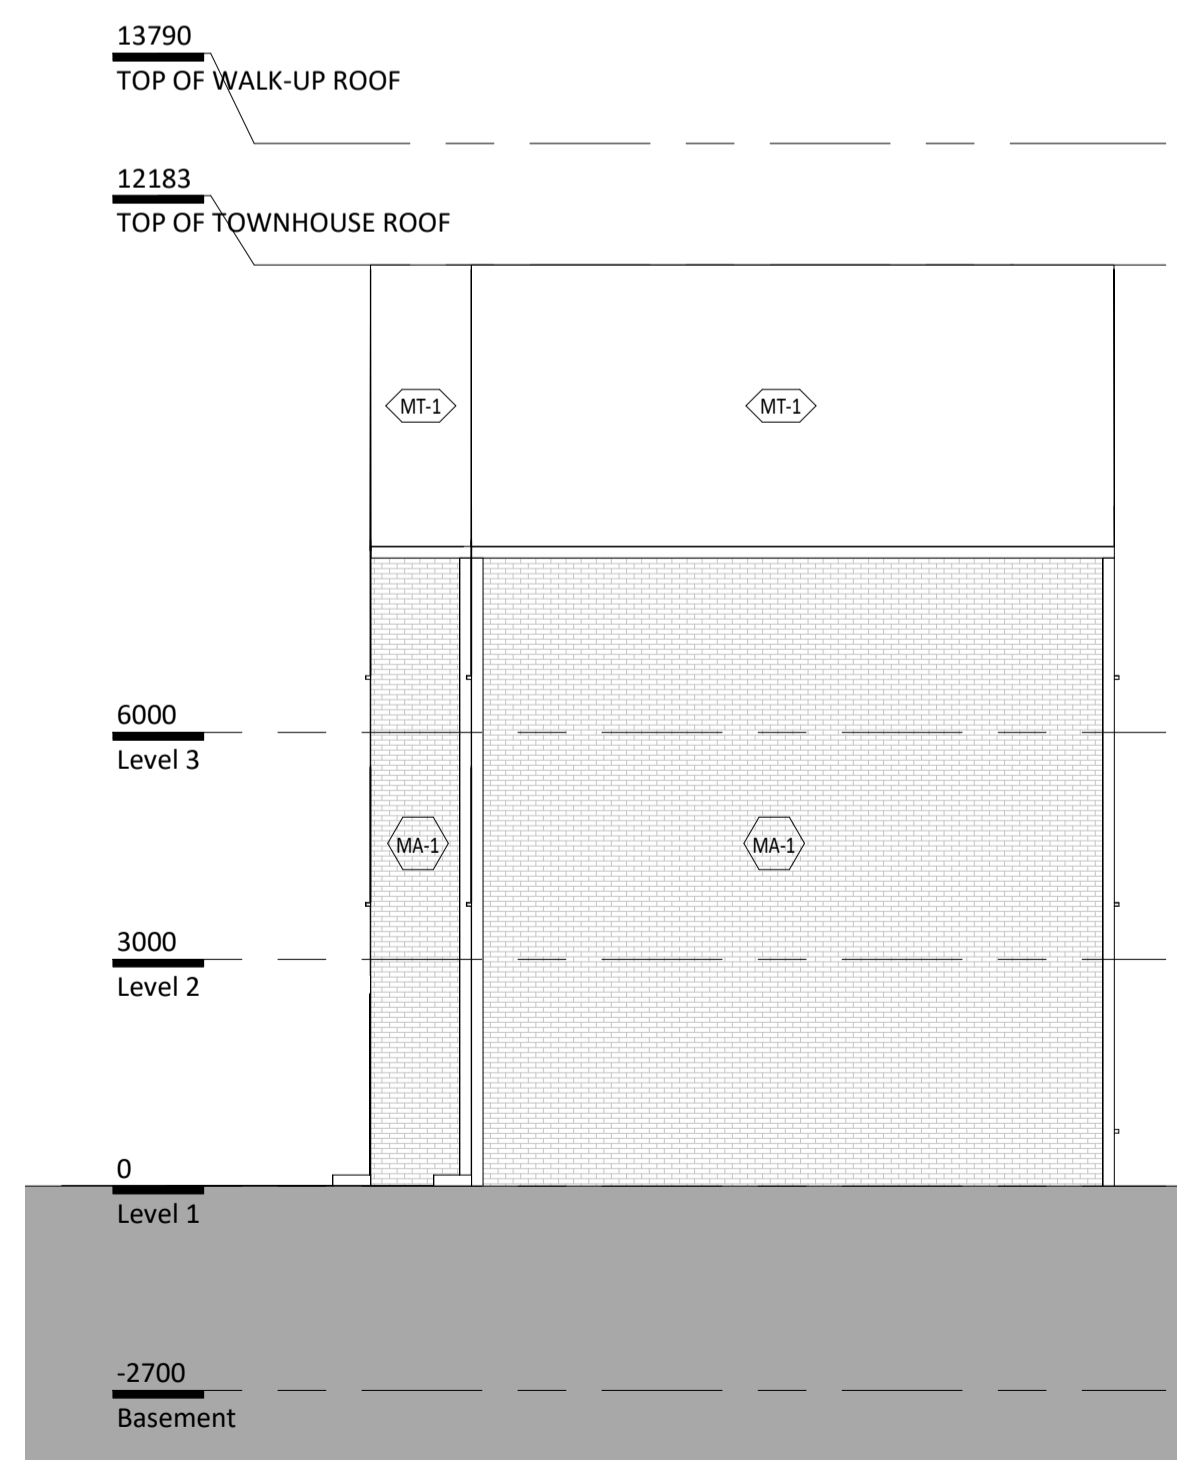 13790
TOP OF WALK-UP ROOF
12183
TOP OF TOWNHOUSE ROOF
MT-1 MT-1
6000
Level 3
MA-1 MA-1
3000
Level 2
0
Level 1
-2700
Basement